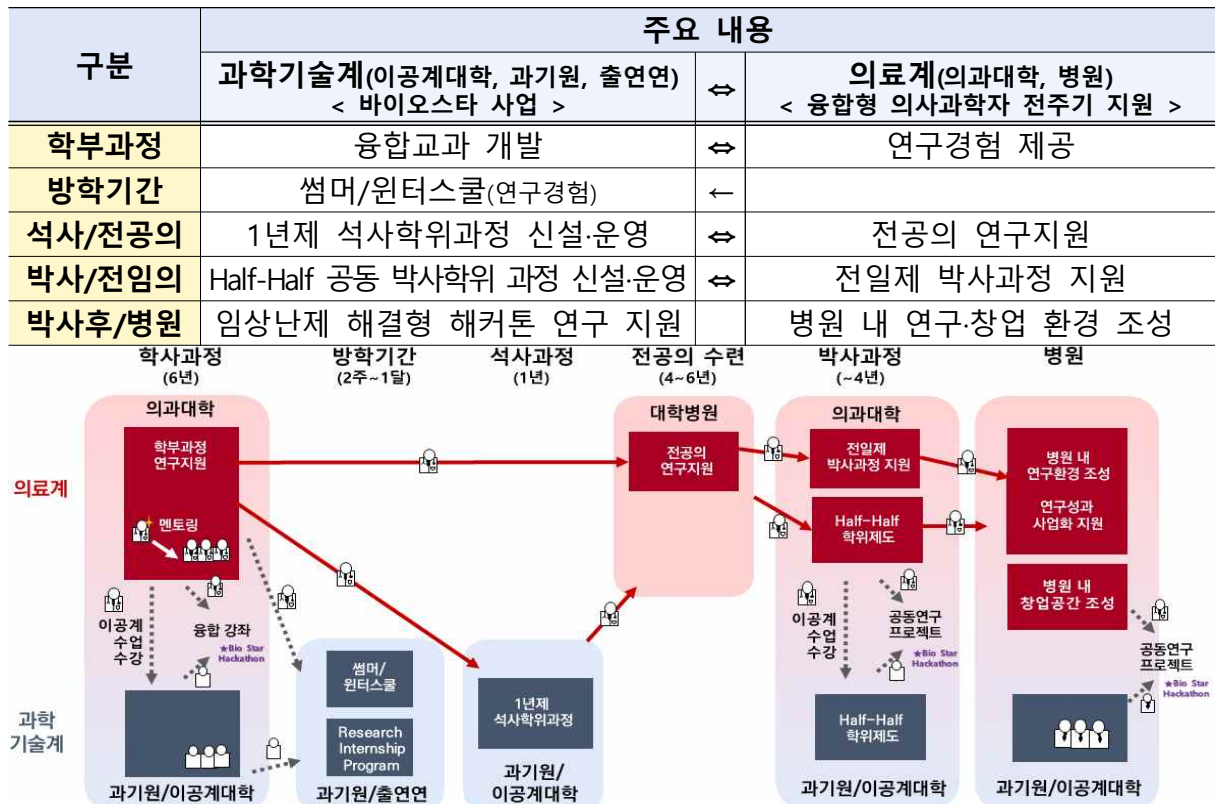 구분
주요 내용
과학기술계(이공계대학, 과기원, 출연연)
< 바이오스타 사업 >
⇔
의료계(의과대학, 병원)
< 융합형 의사과학자 전주기 지원 >
학부과정 융합교과 개발 ⇔ 연구경험 제공
방학기간 썸머/윈터스쿨(연구경험) ←
석사/전공의 1년제 석사학위과정 신설·운영 ⇔ 전공의 연구지원
박사/전임의 Half-Half 공동 박사학위 과정 신설·운영 ⇔ 전일제 박사과정 지원
박사후/병원 임상난제 해결형 해커톤 연구 지원 병원 내 연구·창업 환경 조성
학사과정
(6년)
방학기간
(2주~1달)
석사과정
(1년)
전공의 수련
(4~6년)
박사과정
(~4년)
병원
의료계
의과대학
학부과정
연구지원
멘토링
이공계
수업
수강
융합 강좌
★Bio Star
Hackathon
대학병원
전공의
연구지원
의과대학
전일제
박사과정 지원
Half-Half
학위제도
이공계
수업
수강
공동연구
프로젝트
★Bio Star
Hackathon
병원 내
연구환경 조성
연구성과
사업화 지원
병원 내
창업공간 조성
공동연구
프로젝트
★Bio Star
Hackathon
과학
기술계
과기원/이공계대학
썸머/
윈터스쿨
Research
Internship
Program
과기원/출연연
1년제
석사학위과정
과기원/
이공계대학
Half-Half
학위제도
과기원/이공계대학
과기원/이공계대학